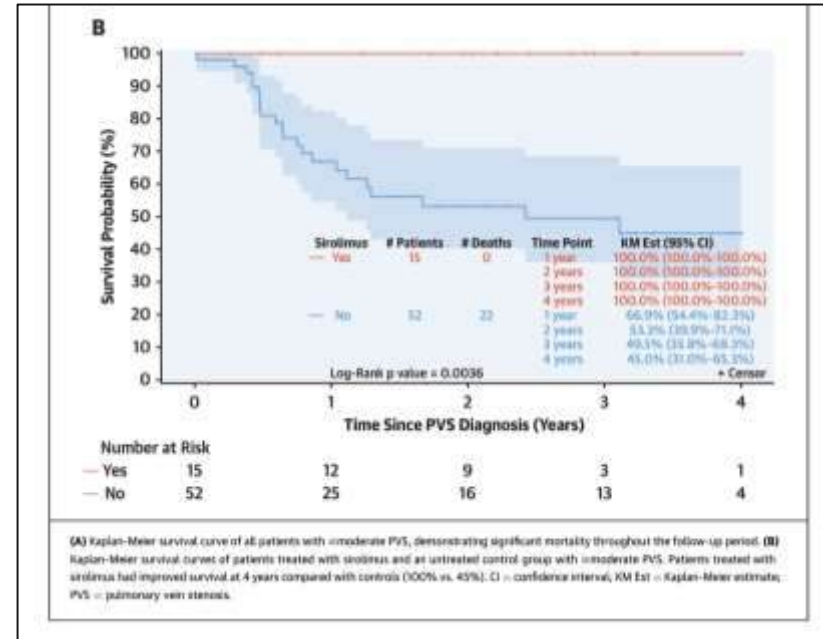 B
100
90
80
70
60
50
40
30
20
10
0
Survival Probability (%)
Sirolimus # Patients # Deaths Time Point KM Est (95% CI)
Yes 15 0 1 year 100.0% (100.0%-100.0%)
2 years 100.0% (100.0%-100.0%)
3 years 100.0% (100.0%-100.0%)
4 years 100.0% (100.0%-100.0%)
No 52 22 1 year 66.9% (54.4%-82.3%)
2 years 53.2% (39.9%-71.1%)
3 years 49.5% (35.8%-68.3%)
4 years 45.0% (31.0%-65.3%)
Log-Rank p value = 0.0036 + Censor
0 1 2 3 4
Time Since PVS Diagnosis (Years)
Number at Risk
Yes 15 12 9 3 1
No 52 25 16 13 4
(A) Kaplan-Meier survival curve of all patients with ≥moderate PVS, demonstrating significant mortality throughout the follow-up period. (B)
Kaplan-Meier survival curves of patients treated with sirolimus and an untreated control group with ≥moderate PVS. Patients treated with
sirolimus had improved survival at 4 years compared with controls (100% vs. 45%). CI = confidence interval; KM Est = Kaplan-Meier estimate;
PVS = pulmonary vein stenosis.